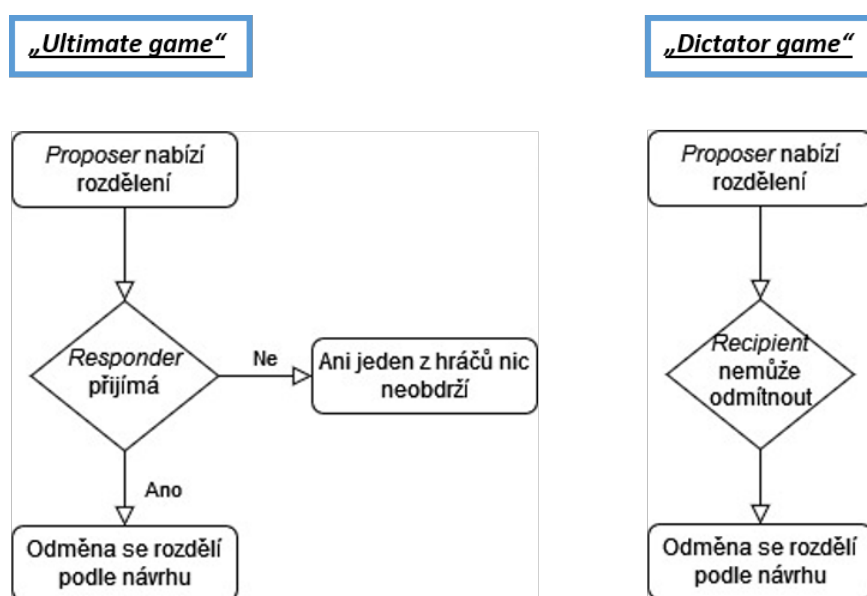 „Ultimate game“
Proposer nabízí
rozdělení
Responder
přijímá
Ne
Ani jeden z hráčů nic
neobdrží
Ano
Odměna se rozdělí
podle návrhu
„Dictator game“
Proposer nabízí
rozdělení
Recipient
nemůže
odmítnout
Odměna se rozdělí
podle návrhu